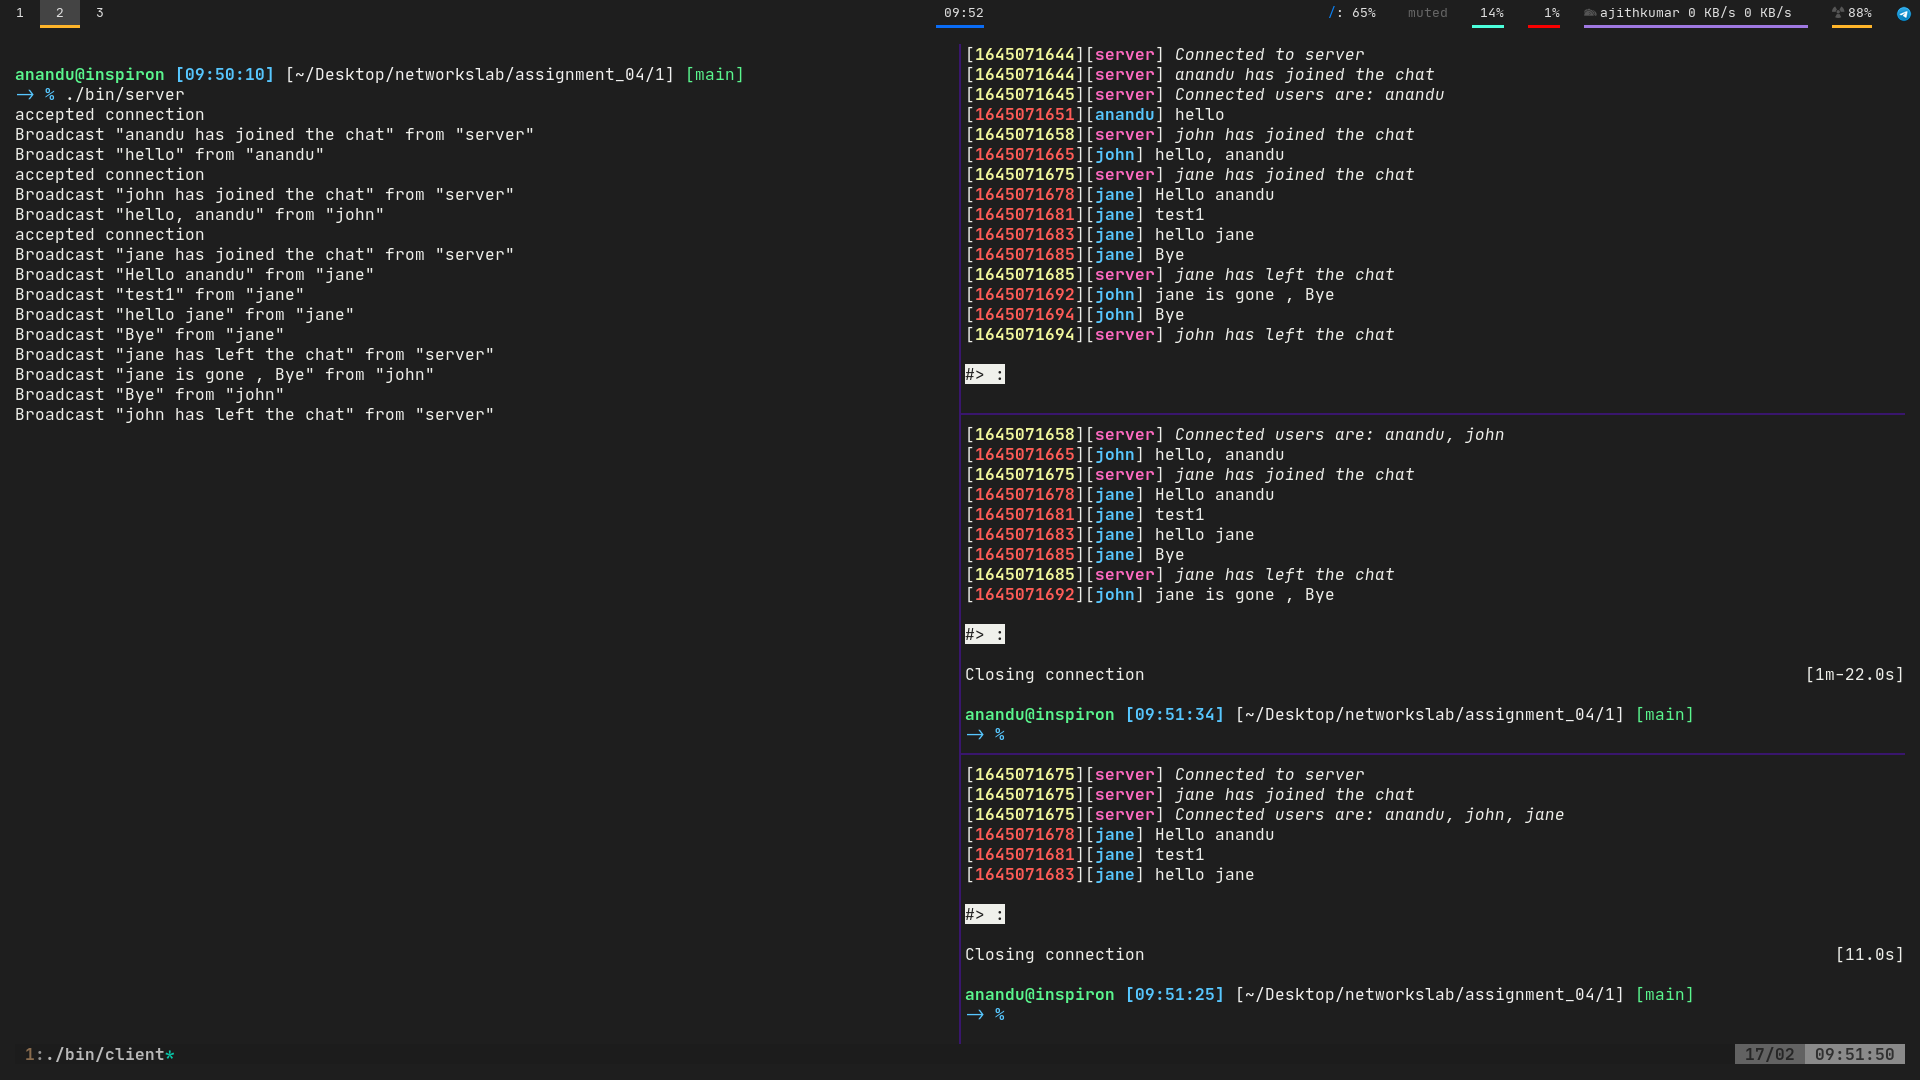 1 2 3 09:52 /: 65% muted 14% 1% ajithkumar 0 KB/s 0 KB/s 88%
anandu@inspiron [09:50:10] [~/Desktop/networkslab/assignment_04/1] [main]
→ % ./bin/server
accepted connection
Broadcast "anandu has joined the chat" from "server"
Broadcast "hello" from "anandu"
accepted connection
Broadcast "john has joined the chat" from "server"
Broadcast "hello, anandu" from "john"
accepted connection
Broadcast "jane has joined the chat" from "server"
Broadcast "Hello anandu" from "jane"
Broadcast "test1" from "jane"
Broadcast "hello jane" from "jane"
Broadcast "Bye" from "jane"
Broadcast "jane has left the chat" from "server"
Broadcast "jane is gone , Bye" from "john"
Broadcast "Bye" from "john"
Broadcast "john has left the chat" from "server"
[1645071644][server] Connected to server
[1645071644][server] anandu has joined the chat
[1645071645][server] Connected users are: anandu
[1645071651][anandu] hello
[1645071658][server] john has joined the chat
[1645071665][john] hello, anandu
[1645071675][server] jane has joined the chat
[1645071678][jane] Hello anandu
[1645071681][jane] test1
[1645071683][jane] hello jane
[1645071685][jane] Bye
[1645071685][server] jane has left the chat
[1645071692][john] jane is gone , Bye
[1645071694][john] Bye
[1645071694][server] john has left the chat
#> :
[1645071658][server] Connected users are: anandu, john
[1645071665][john] hello, anandu
[1645071675][server] jane has joined the chat
[1645071678][jane] Hello anandu
[1645071681][jane] test1
[1645071683][jane] hello jane
[1645071685][jane] Bye
[1645071685][server] jane has left the chat
[1645071692][john] jane is gone , Bye
#> :
Closing connection [1m-22.0s]
anandu@inspiron [09:51:34] [~/Desktop/networkslab/assignment_04/1] [main]
→ %
[1645071675][server] Connected to server
[1645071675][server] jane has joined the chat
[1645071675][server] Connected users are: anandu, john, jane
[1645071678][jane] Hello anandu
[1645071681][jane] test1
[1645071683][jane] hello jane
#> :
Closing connection [11.0s]
anandu@inspiron [09:51:25] [~/Desktop/networkslab/assignment_04/1] [main]
→ %
1:./bin/client* 17/02 09:51:50